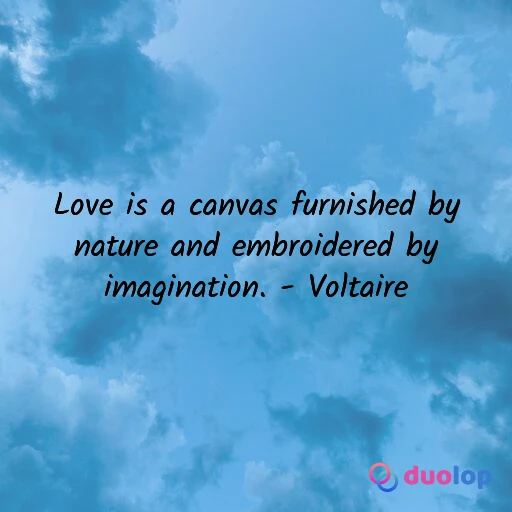 Love is a canvas furnished by
nature and embroidered by
imagination. - Voltaire
duolop